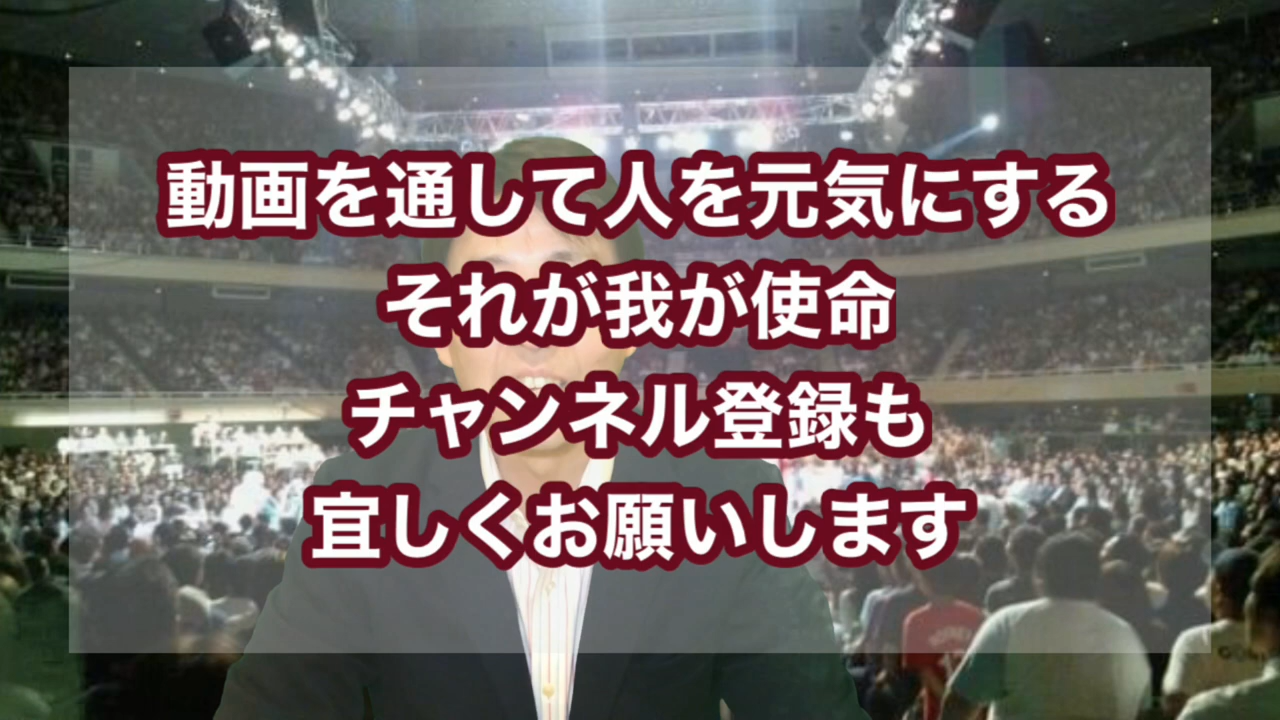 動画を通して人を元気にする
それが我が使命
チャンネル登録も
宜しくお願いします